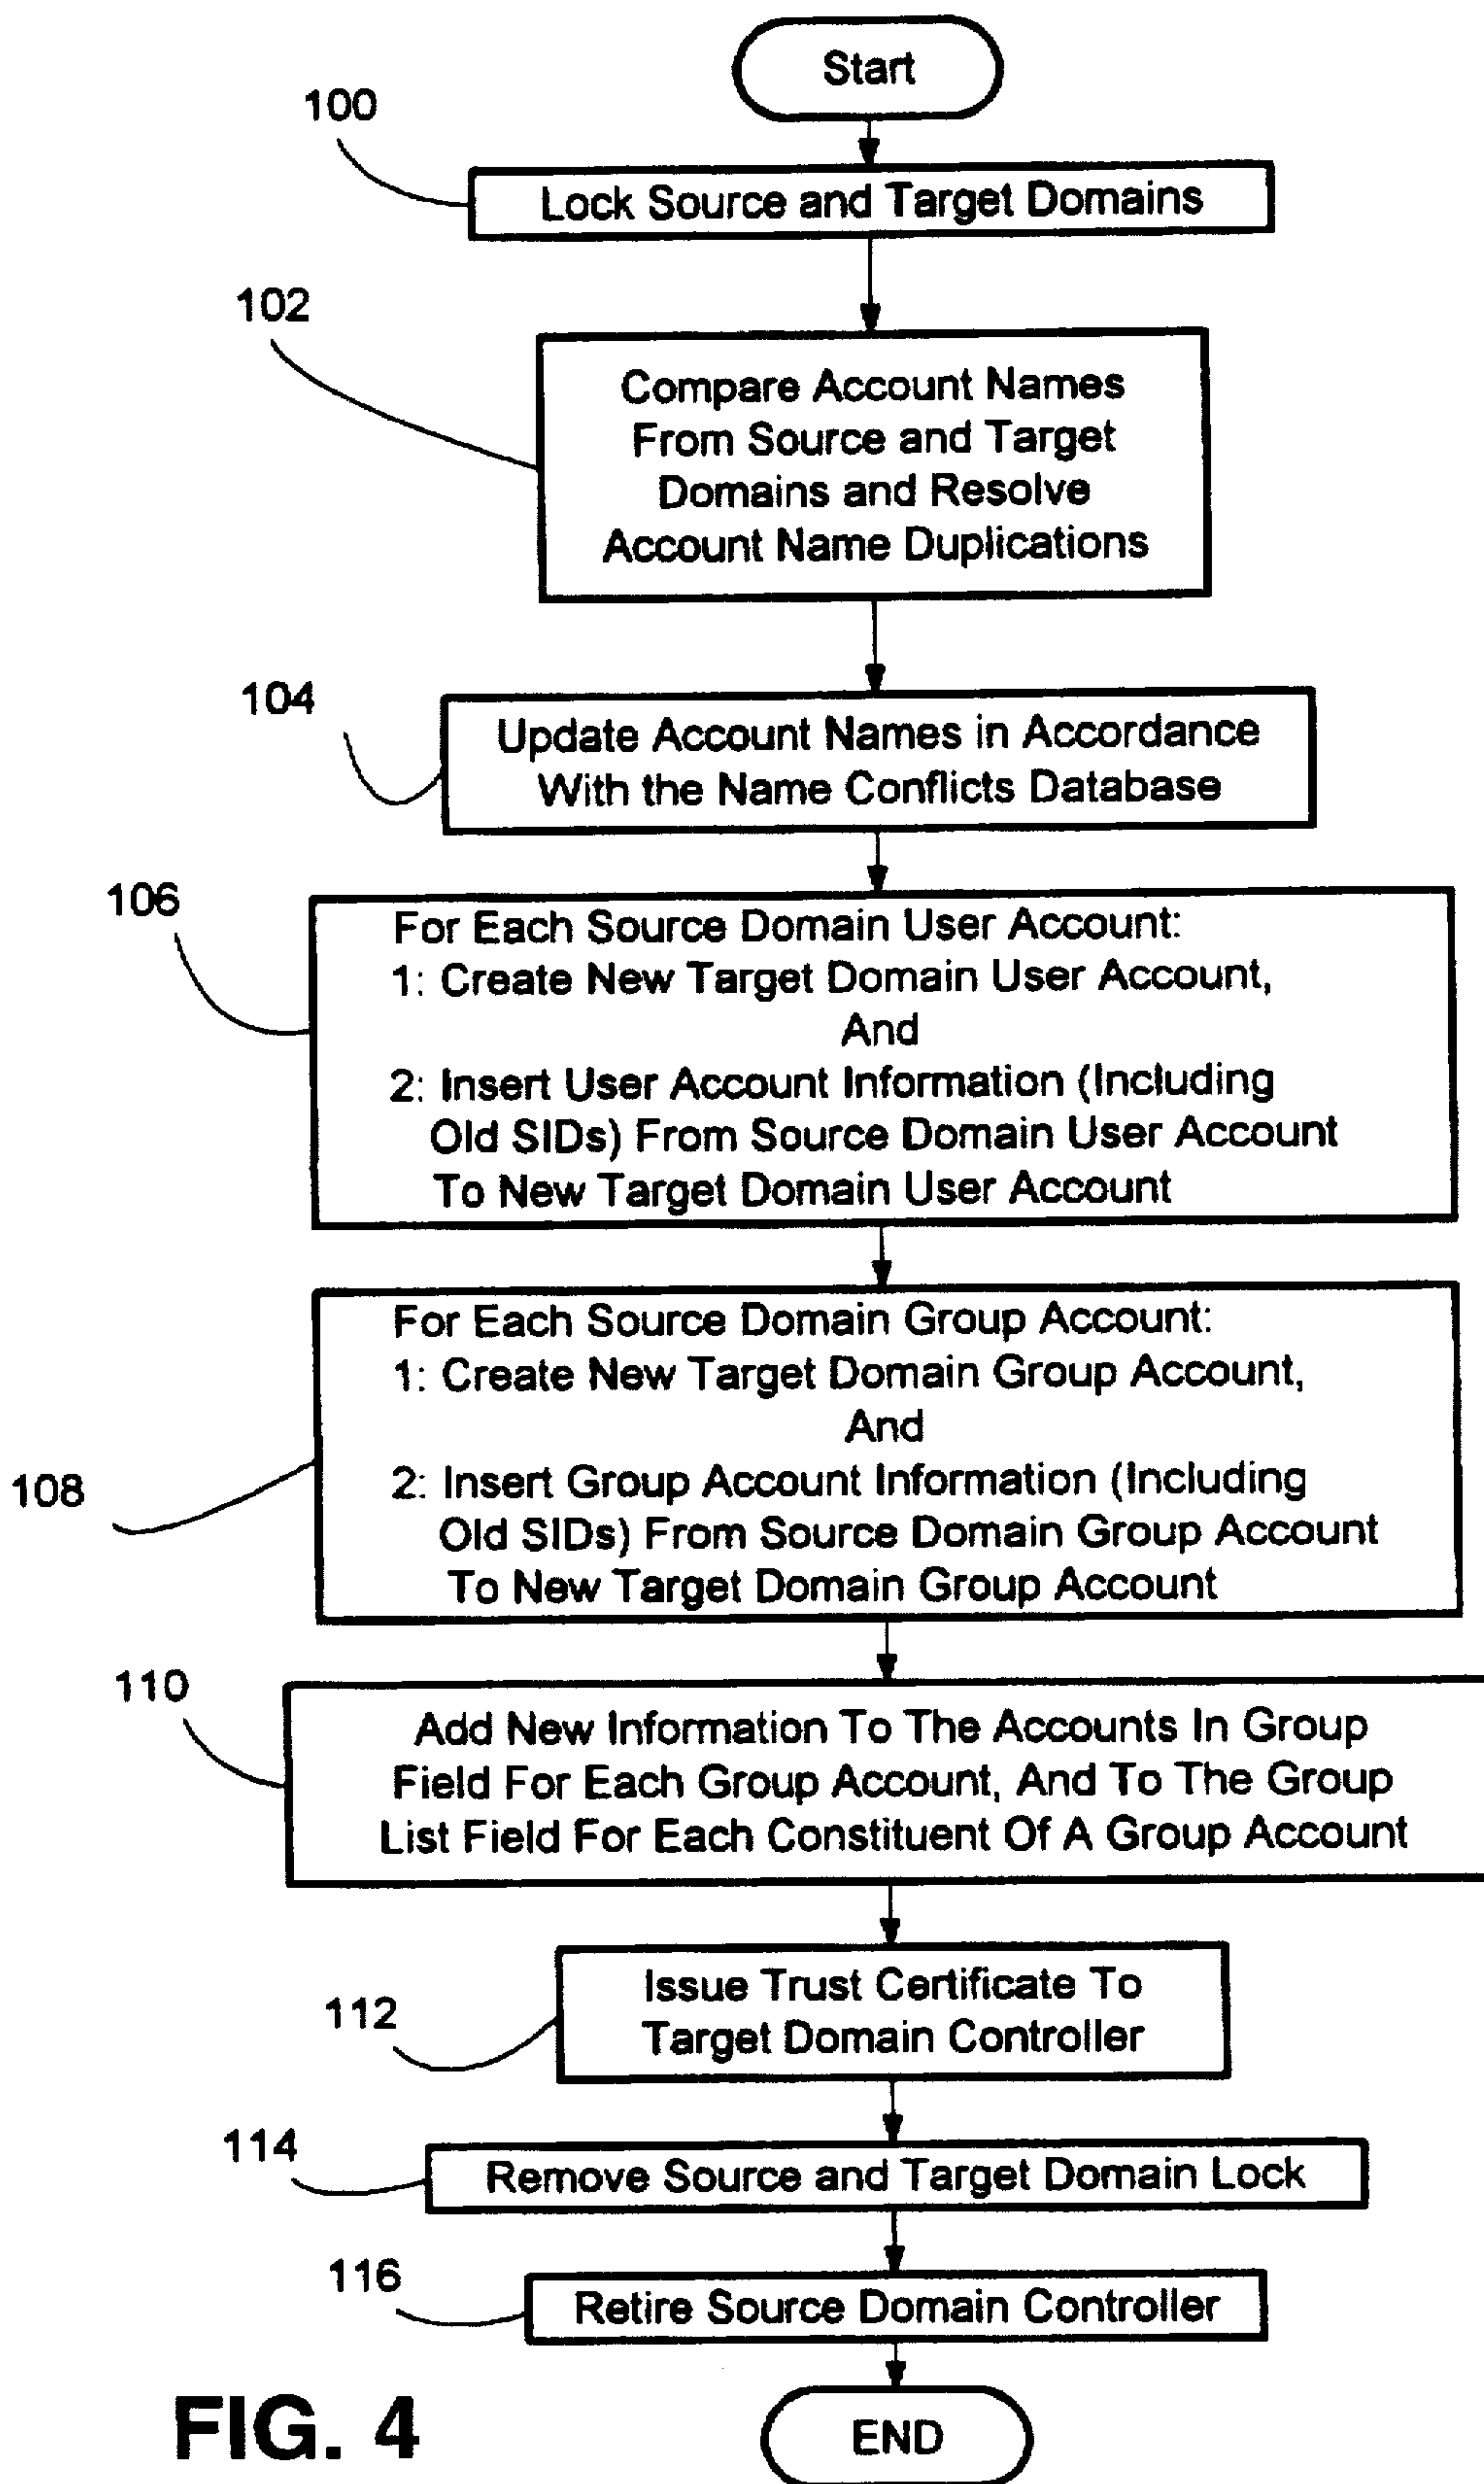 Start
100
Lock Source and Target Domains
102
Compare Account Names
From Source and Target
Domains and Resolve
Account Name Duplications
104
Update Account Names in Accordance
With the Name Conflicts Database
106
For Each Source Domain User Account:
1: Create New Target Domain User Account,
And
2: Insert User Account Information (Including
Old SIDs) From Source Domain User Account
To New Target Domain User Account
For Each Source Domain Group Account:
1: Create New Target Domain Group Account,
And
108
2: Insert Group Account Information (Including
Old SIDs) From Source Domain Group Account
To New Target Domain Group Account
110
Add New Information To The Accounts In Group
Field For Each Group Account, And To The Group
List Field For Each Constituent Of A Group Account
112
Issue Trust Certificate To
Target Domain Controller
114
Remove Source and Target Domain Lock
116
Retire Source Domain Controller
END
FIG. 4